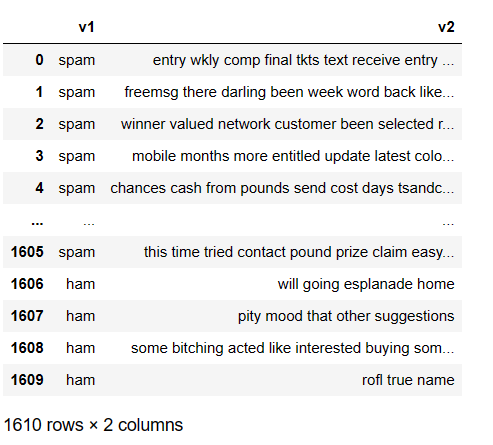 v1 v2
0 spam entry wkly comp final tkts text receive entry ...
1 spam freemsg there darling been week word back like...
2 spam winner valued network customer been selected r...
3 spam mobile months more entitled update latest colo...
4 spam chances cash from pounds send cost days tsandc...
... ... ...
1605 spam this time tried contact pound prize claim easy...
1606 ham will going esplanade home
1607 ham pity mood that other suggestions
1608 ham some bitching acted like interested buying som...
1609 ham rofl true name
1610 rows × 2 columns